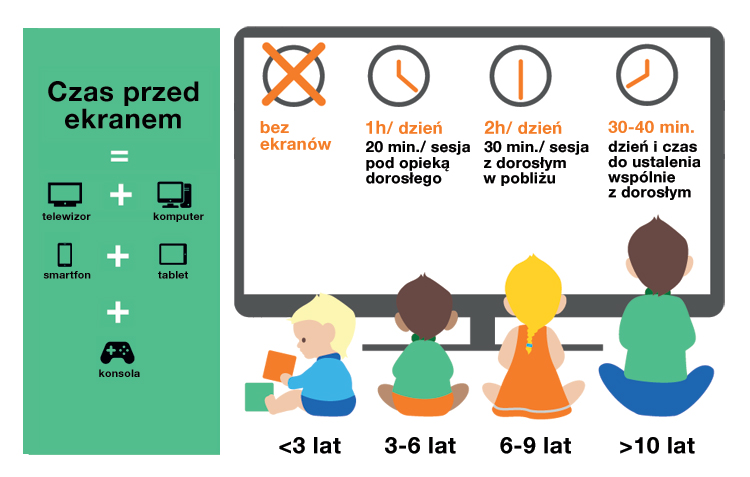 Czas przed
ekranem
=
+
telewizor
komputer
+
smartfon
tablet
+
konsola
bez
ekranów
1h/ dzień
20 min./ sesja
pod opieką
dorosłego
2h/ dzień
30 min./ sesja
z dorosłym
w pobliżu
30-40 min.
dzień i czas
do ustalenia
wspólnie
z dorosłym
<3 lat
3-6 lat
6-9 lat
>10 lat